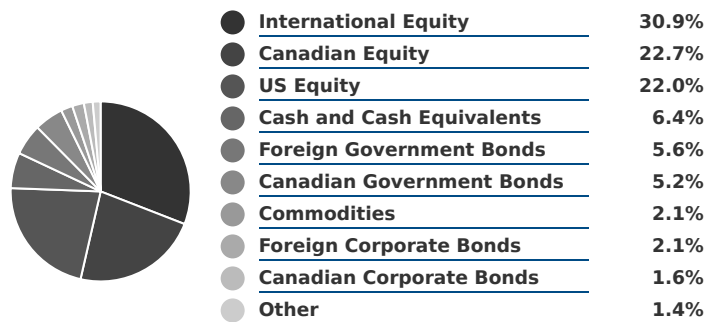 International Equity 30.9%
Canadian Equity 22.7%
US Equity 22.0%
Cash and Cash Equivalents 6.4%
Foreign Government Bonds 5.6%
Canadian Government Bonds 5.2%
Commodities 2.1%
Foreign Corporate Bonds 2.1%
Canadian Corporate Bonds 1.6%
Other 1.4%